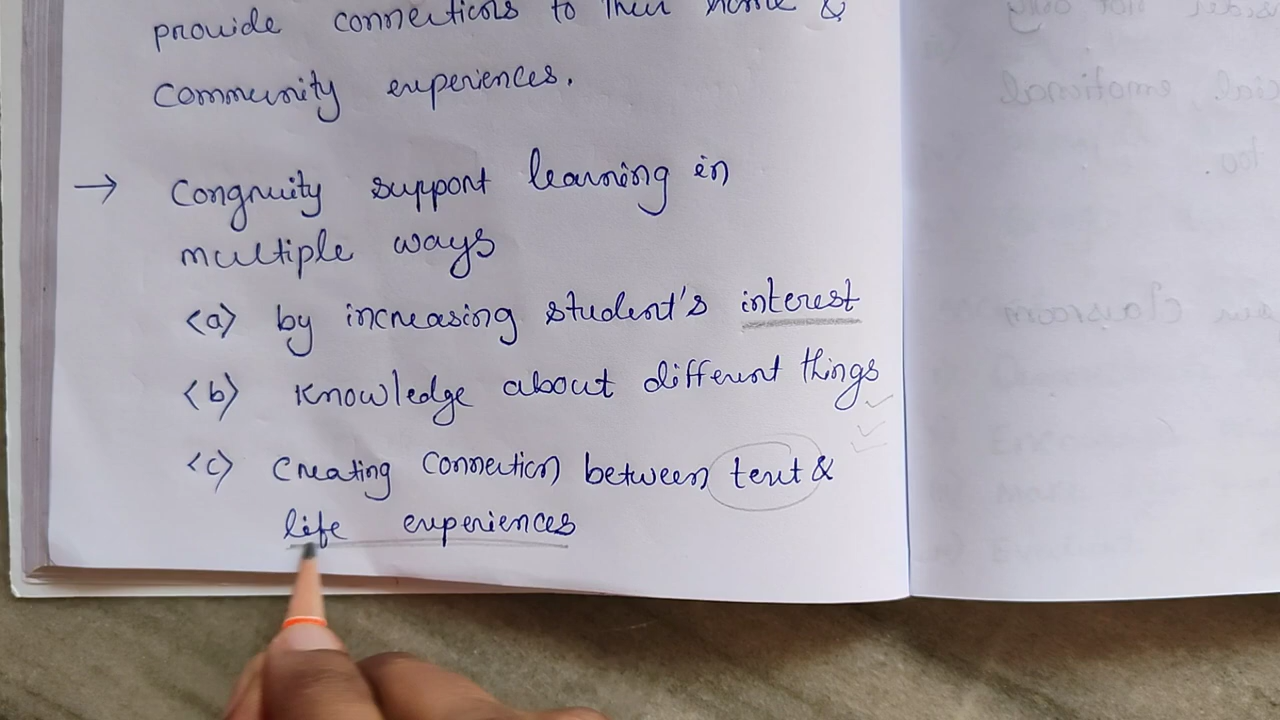 provide connections to their home &
Community experiences.
→ Congruity support learning in
multiple ways
<a> by increasing student's interest
<b> Knowledge about different things
<c> Creating connection between text &
life experiences